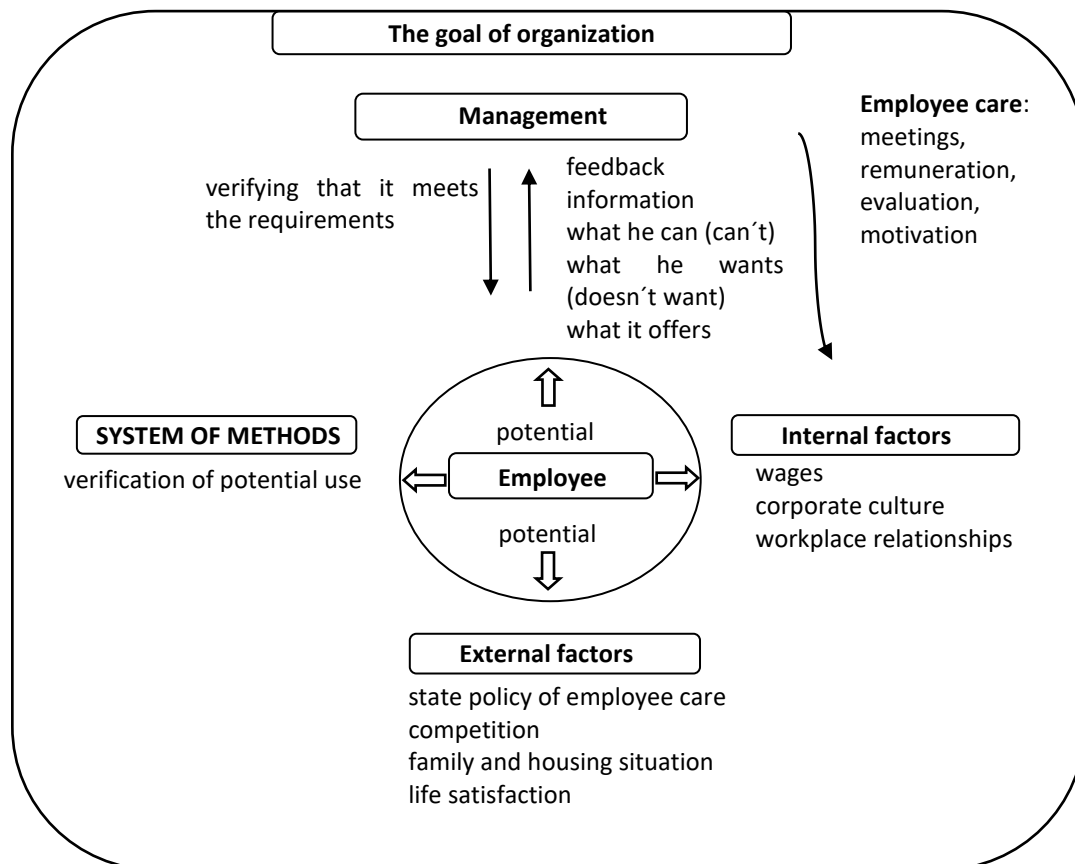 The goal of organization
Management
Employee care:
meetings,
remuneration,
evaluation,
motivation
verifying that it meets
the requirements
feedback
information
what he can (can´t)
what he wants
(doesn´t want)
what it offers
SYSTEM OF METHODS
verification of potential use
potential
Employee
potential
Internal factors
wages
corporate culture
workplace relationships
External factors
state policy of employee care
competition
family and housing situation
life satisfaction